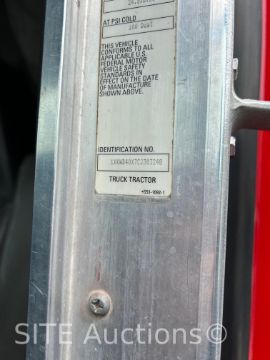 AT PSI COLD
THIS VEHICLE
CONFORMS TO ALL
APPLICABLE U.S.
FEDERAL MOTOR
VEHICLE SAFETY
STANDARDS IN
EFFECT ON THE DATE
OF MANUFACTURE
SHOWN ABOVE.
IDENTIFICATION NO.
TRUCK TRACTOR
SITE Auctions (C)